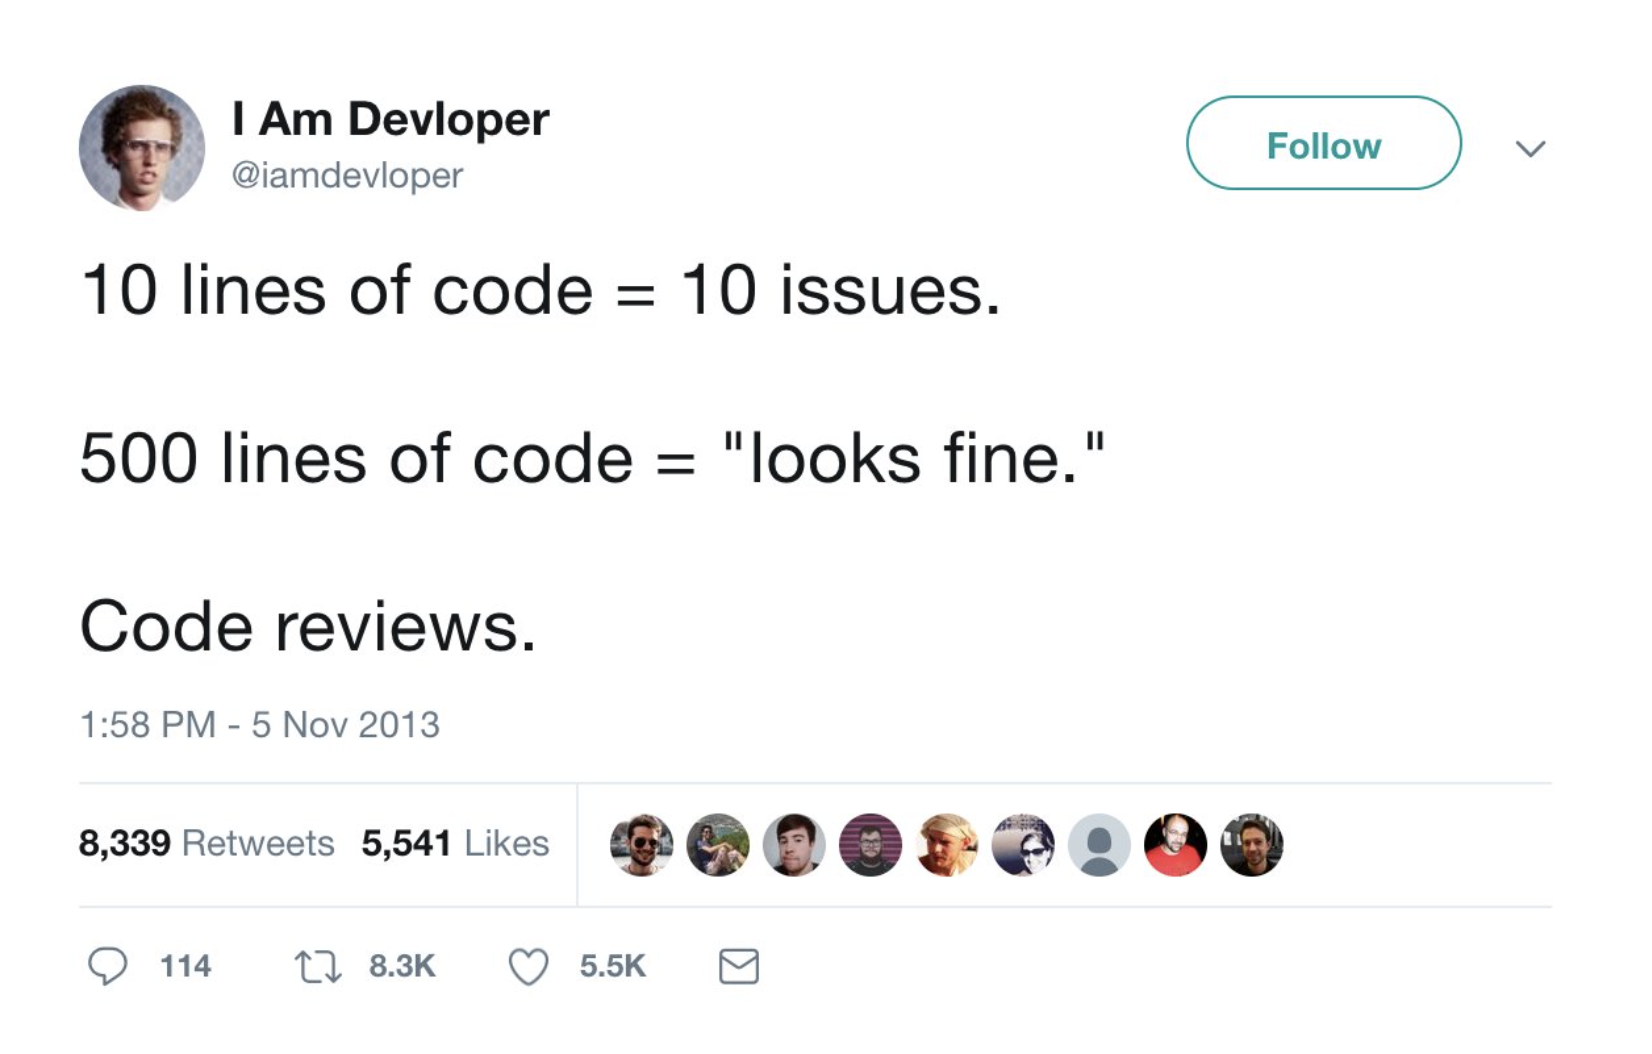 I Am Devloper
@iamdevloper
Follow
10 lines of code = 10 issues.
500 lines of code = "looks fine."
Code reviews.
1:58 PM - 5 Nov 2013
8,339 Retweets 5,541 Likes
114 8.3K 5.5K